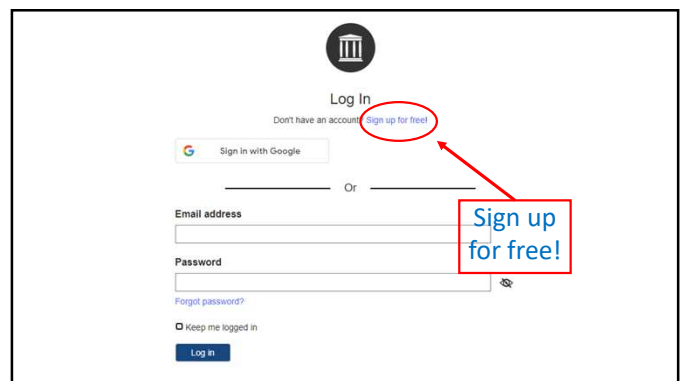 Log In
Don't have an account? Sign up for free!
Sign in with Google
Or
Email address
Sign up
for free!
Password
Forgot password?
Keep me logged in
Log in